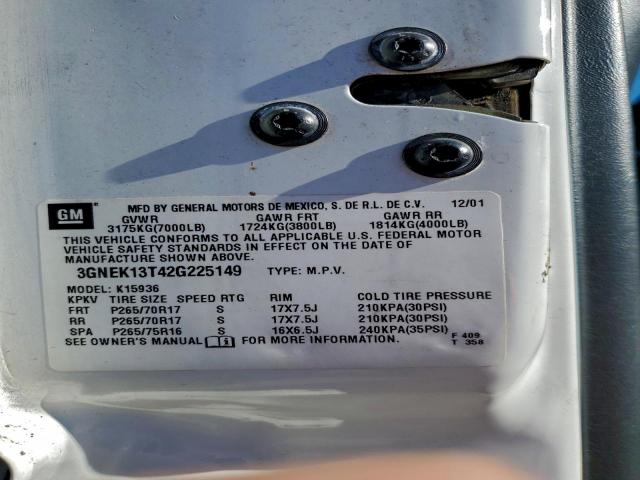 GM MFD BY GENERAL MOTORS DE MEXICO, S. DE R.L. DE C.V. 12/01
GVWR GAWR FRT GAWR RR
3175KG(7000LB) 1724KG(3800LB) 1814KG(4000LB)
THIS VEHICLE CONFORMS TO ALL APPLICABLE U.S. FEDERAL MOTOR
VEHICLE SAFETY STANDARDS IN EFFECT ON THE DATE OF
MANUFACTURE SHOWN ABOVE.
3GNEK13T42G225149 TYPE: M.P.V.
MODEL: K15936
KPKV TIRE SIZE SPEED RTG RIM COLD TIRE PRESSURE
FRT P265/70R17 S 17X7.5J 210KPA(30PSI)
RR P265/70R17 S 17X7.5J 210KPA(30PSI)
SPA P265/75R16 S 16X6.5J 240KPA(35PSI)
SEE OWNER'S MANUAL FOR MORE INFORMATION.
F 409
T 358